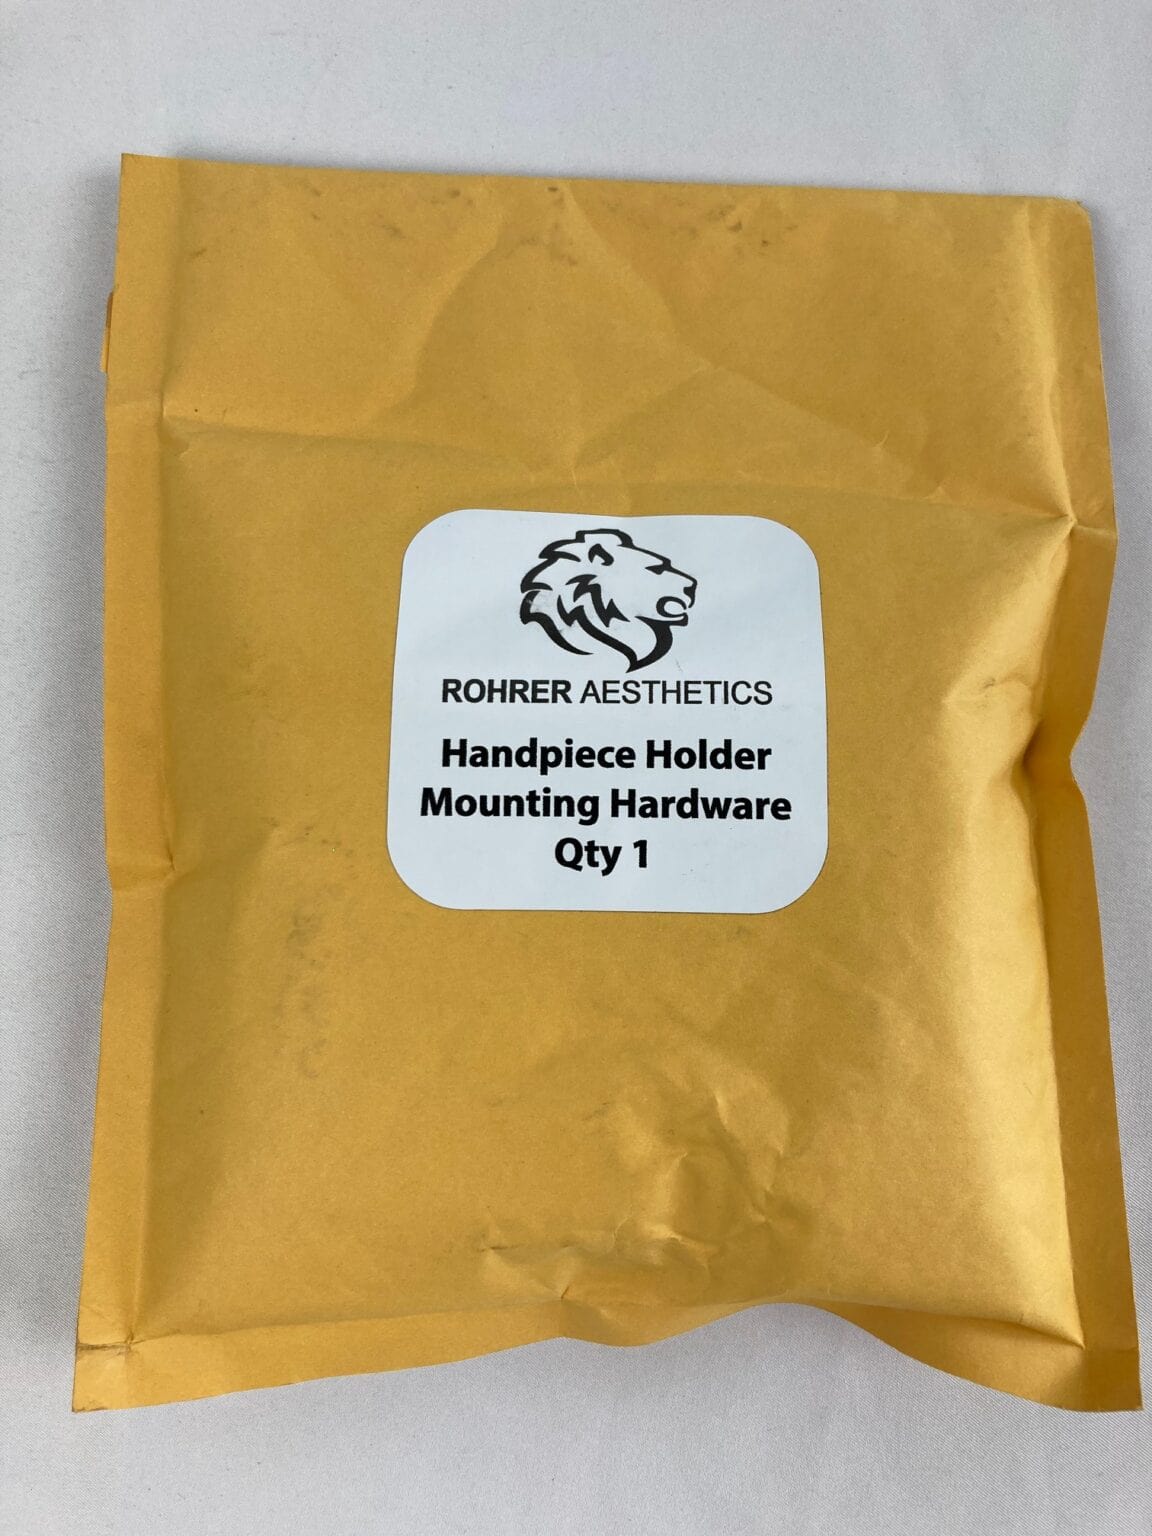 ROHRER AESTHETICS
Handpiece Holder
Mounting Hardware
Qty 1